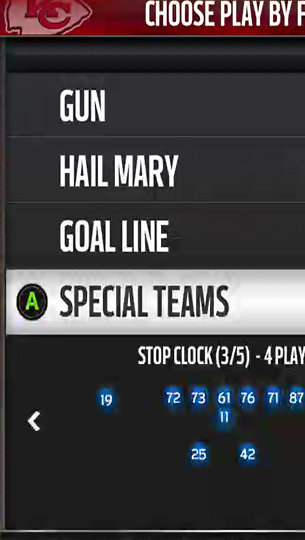 KC
CHOOSE PLAY BY F
GUN
HAIL MARY
GOAL LINE
A SPECIAL TEAMS
STOP CLOCK (3/5) - 4 PLAY
19 72 73 61 76 71 87
11
25 42